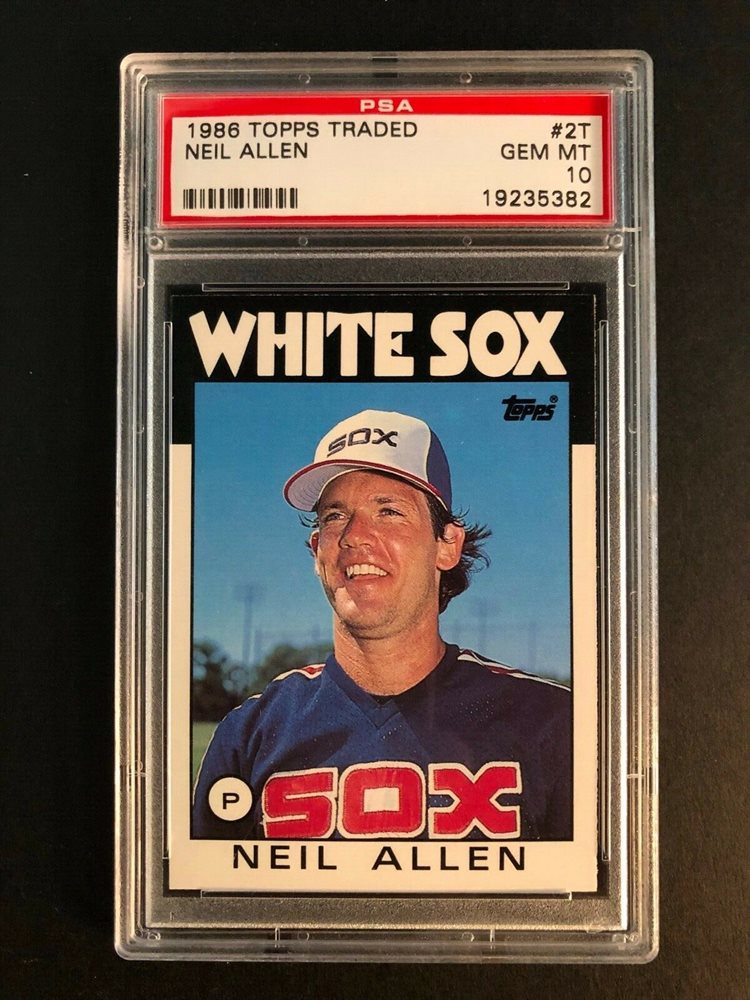 PSA
1986 TOPPS TRADED #2T
NEIL ALLEN GEM MT
10
19235382
WHITE SOX
topps®
SOX
P
SOX
NEIL ALLEN